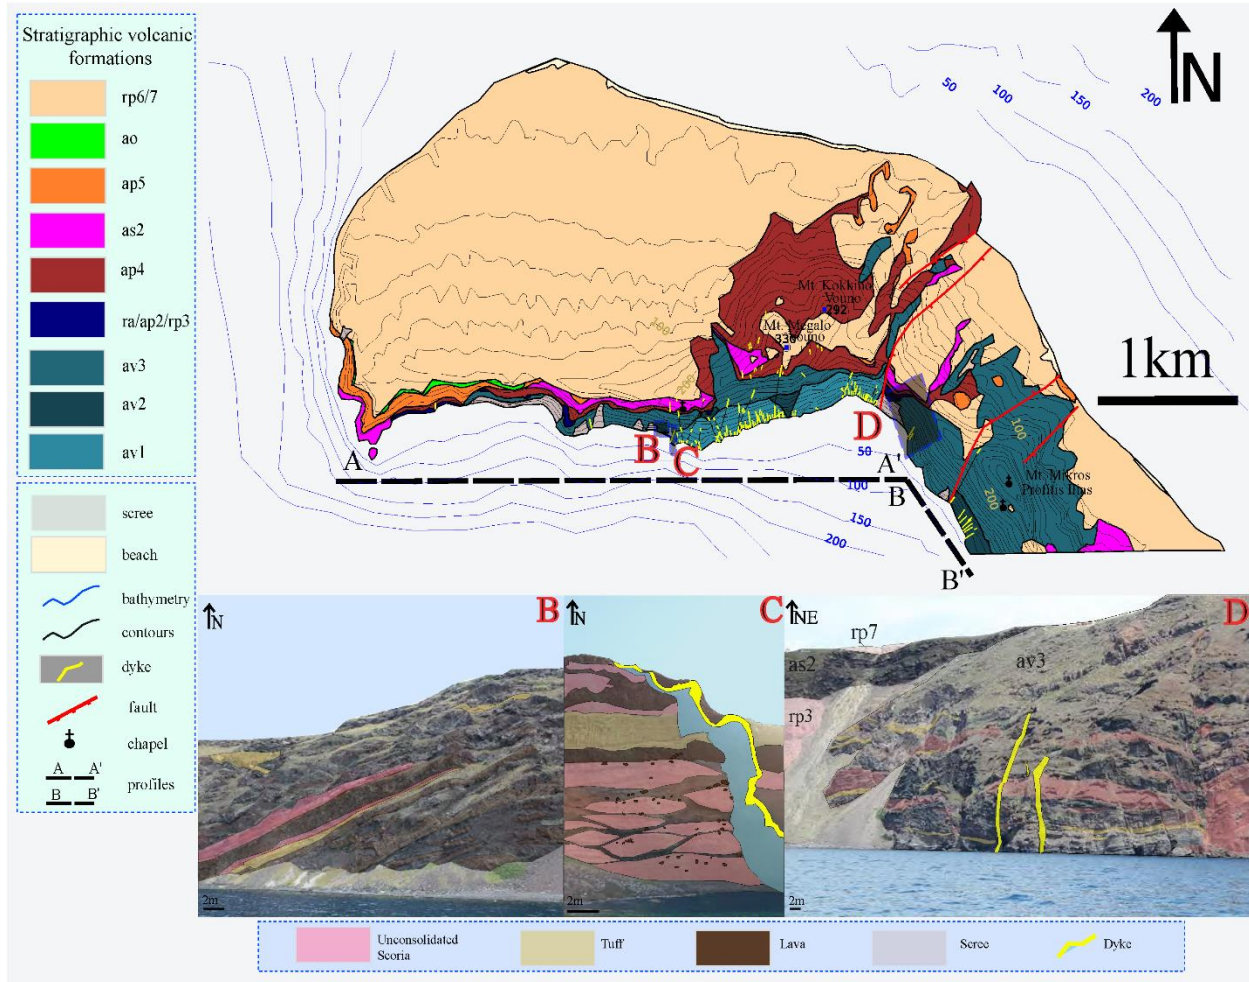 Stratigraphic volcanic
formations
rp6/7
ao
ap5
as2
ap4
ra/ap2/rp3
av3
av2
av1
scree
beach
bathymetry
contours
dyke
fault
chapel
A A'
B B'
profiles
N
50
100
150
200
1km
100
200
Mt. Kokkino
Vouno
292
Mt. Megalo
Vouno
330
100
Mt. Mikros
Profitis Ilias
200
B
C
D
A
A'
B
B'
50
100
150
200
N
B
2m
N
C
2m
NE
D
rp7
as2
av3
rp3
2m
Unconsolidated
Scoria
Tuff
Lava
Scree
Dyke